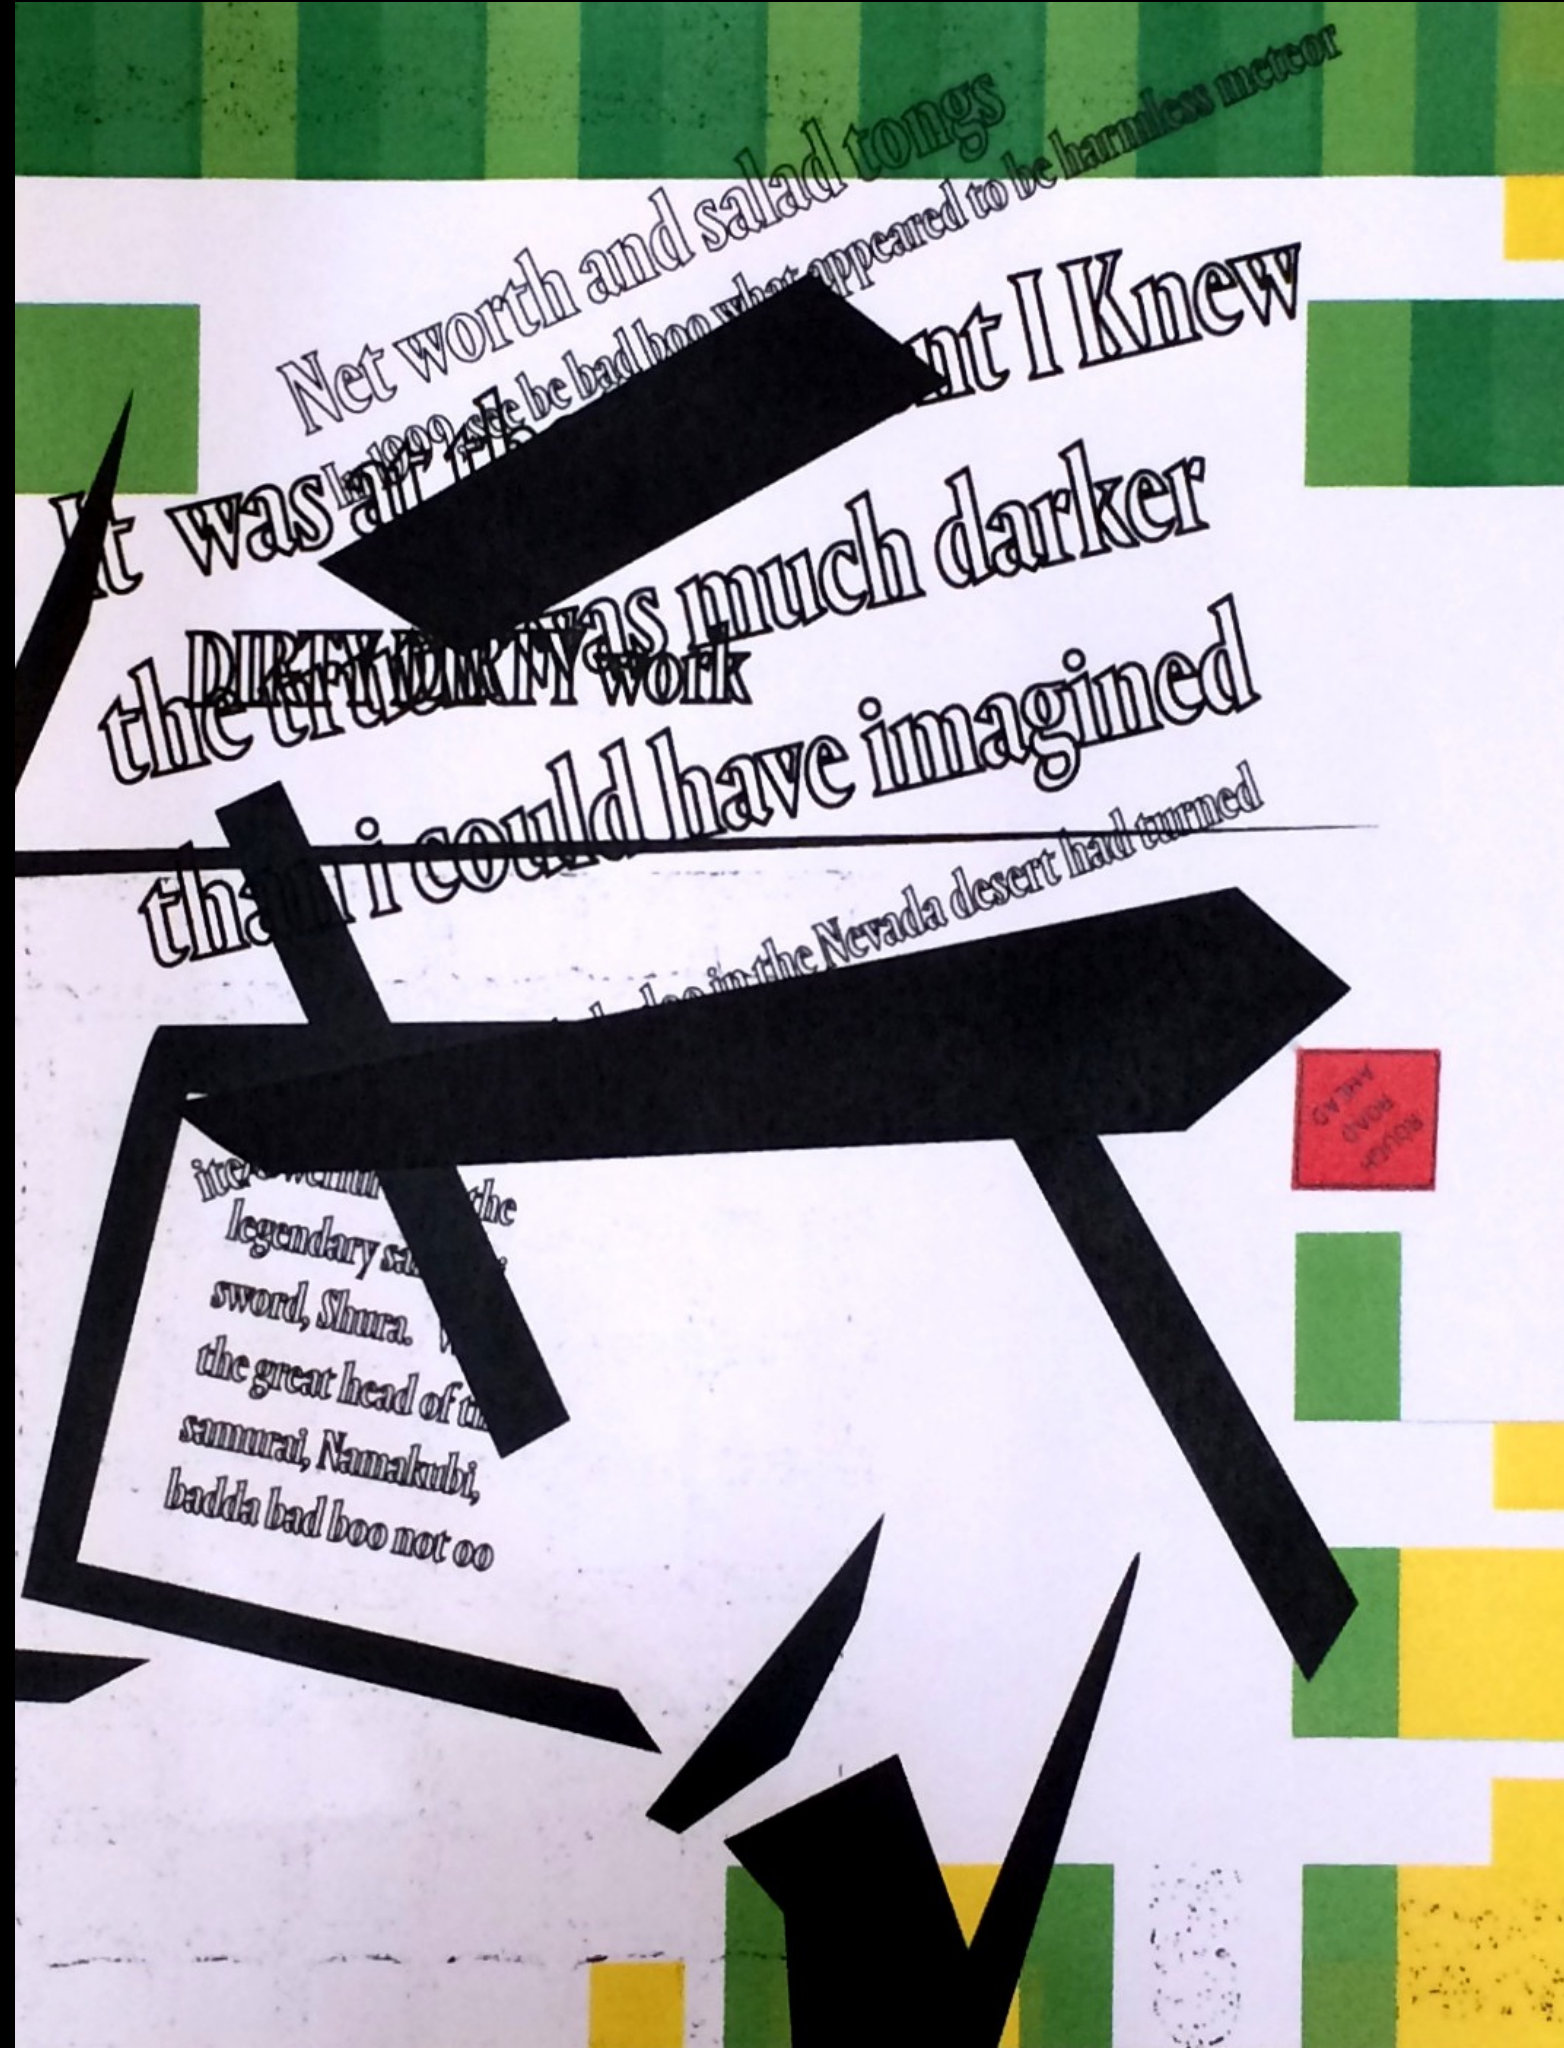 Net worth and salad tongs
In 1899, see be bad boo what appeared to be harmless meteor
It was at th nt I Knew
DIRTY DIRTY work
the tru was much darker
than i could have imagined
in the Nevada desert had turned
the
legendary sa
sword, Shura.
the great head of
samurai, Namakubi,
badda bad boo not oo
ROUGH
ROAD
AHEAD